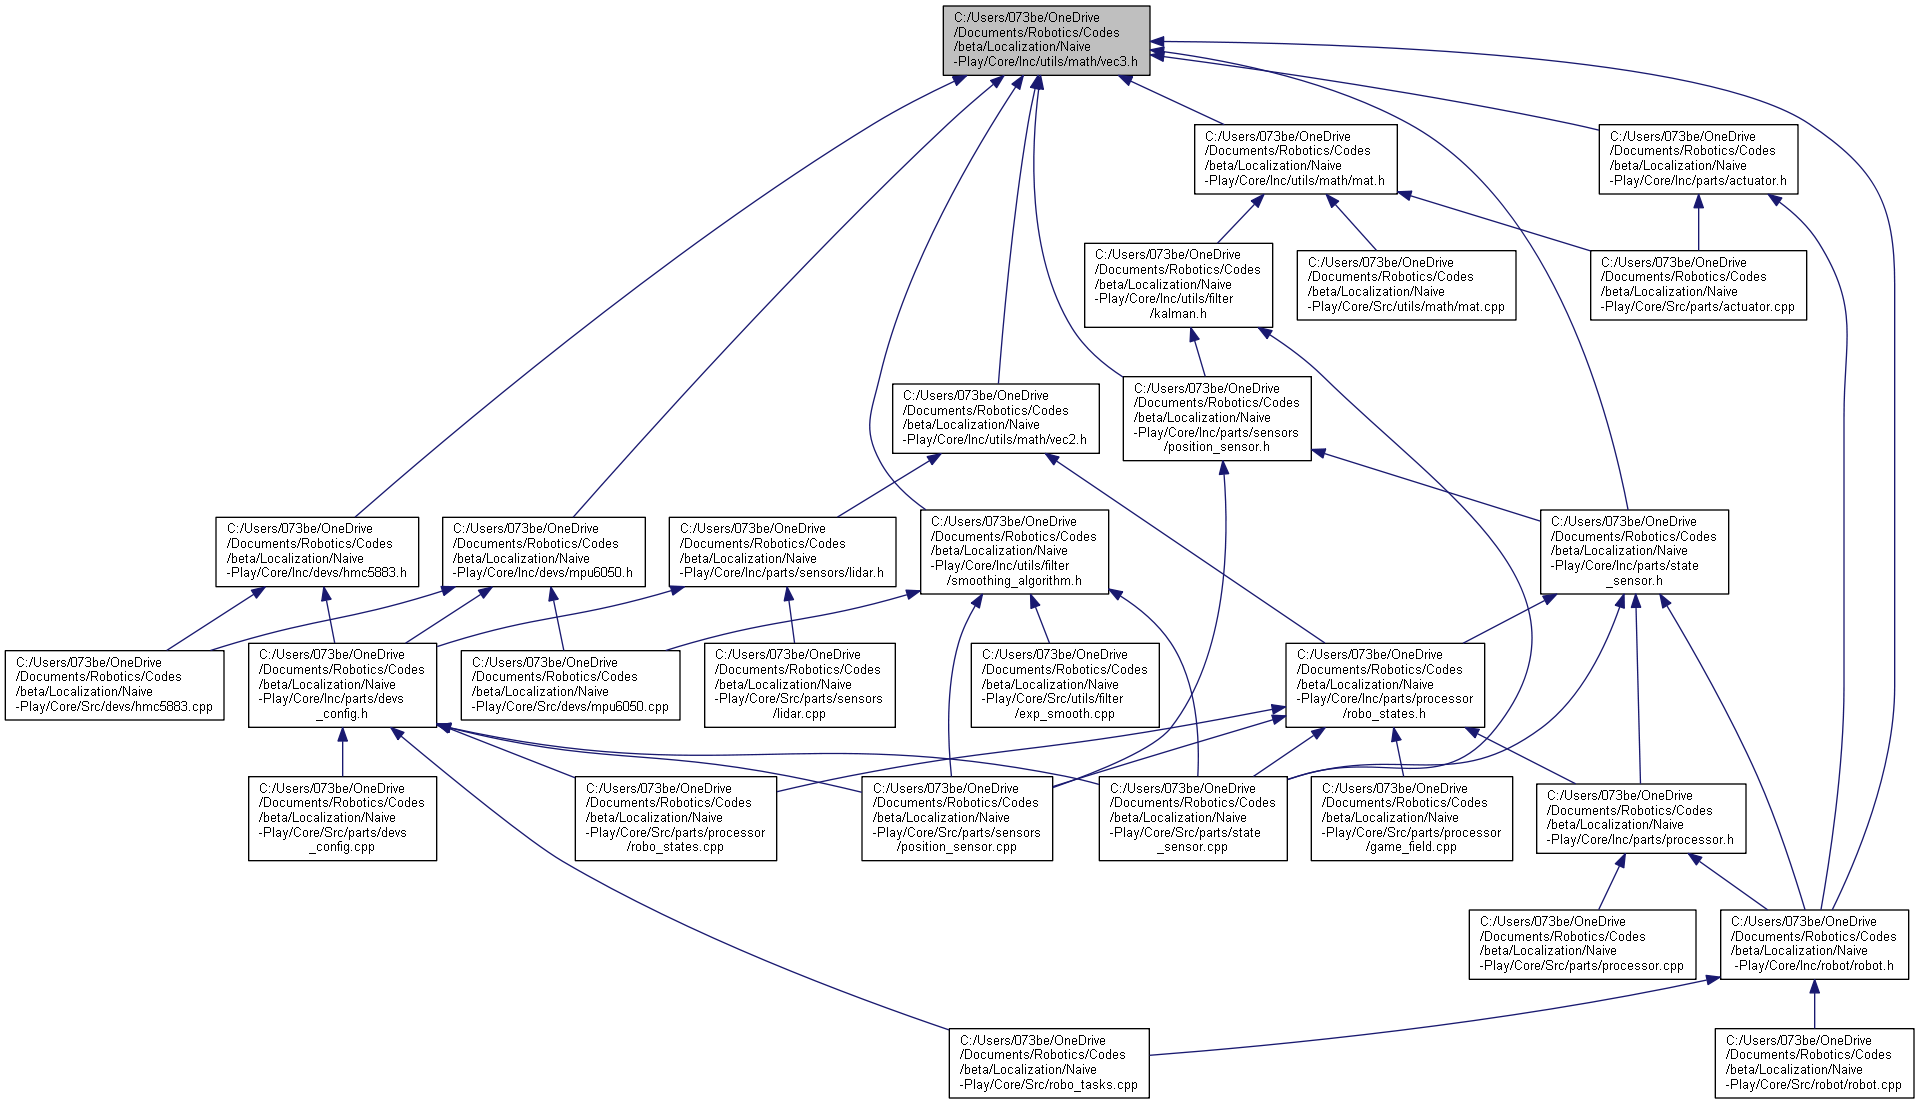 C:/Users/073be/OneDrive
/Documents/Robotics/Codes
/beta/Localization/Naive
-Play/Core/Inc/utils/math/vec3.h
C:/Users/073be/OneDrive
/Documents/Robotics/Codes
/beta/Localization/Naive
-Play/Core/Inc/utils/math/mat.h
C:/Users/073be/OneDrive
/Documents/Robotics/Codes
/beta/Localization/Naive
-Play/Core/Inc/parts/actuator.h
C:/Users/073be/OneDrive
/Documents/Robotics/Codes
/beta/Localization/Naive
-Play/Core/Inc/utils/filter
/kalman.h
C:/Users/073be/OneDrive
/Documents/Robotics/Codes
/beta/Localization/Naive
-Play/Core/Src/utils/math/mat.cpp
C:/Users/073be/OneDrive
/Documents/Robotics/Codes
/beta/Localization/Naive
-Play/Core/Src/parts/actuator.cpp
C:/Users/073be/OneDrive
/Documents/Robotics/Codes
/beta/Localization/Naive
-Play/Core/Inc/utils/math/vec2.h
C:/Users/073be/OneDrive
/Documents/Robotics/Codes
/beta/Localization/Naive
-Play/Core/Inc/parts/sensors
/position_sensor.h
C:/Users/073be/OneDrive
/Documents/Robotics/Codes
/beta/Localization/Naive
-Play/Core/Inc/devs/hmc5883.h
C:/Users/073be/OneDrive
/Documents/Robotics/Codes
/beta/Localization/Naive
-Play/Core/Inc/devs/mpu6050.h
C:/Users/073be/OneDrive
/Documents/Robotics/Codes
/beta/Localization/Naive
-Play/Core/Inc/parts/sensors/lidar.h
C:/Users/073be/OneDrive
/Documents/Robotics/Codes
/beta/Localization/Naive
-Play/Core/Inc/utils/filter
/smoothing_algorithm.h
C:/Users/073be/OneDrive
/Documents/Robotics/Codes
/beta/Localization/Naive
-Play/Core/Inc/parts/state
_sensor.h
C:/Users/073be/OneDrive
/Documents/Robotics/Codes
/beta/Localization/Naive
-Play/Core/Src/devs/hmc5883.cpp
C:/Users/073be/OneDrive
/Documents/Robotics/Codes
/beta/Localization/Naive
-Play/Core/Inc/parts/devs
_config.h
C:/Users/073be/OneDrive
/Documents/Robotics/Codes
/beta/Localization/Naive
-Play/Core/Src/devs/mpu6050.cpp
C:/Users/073be/OneDrive
/Documents/Robotics/Codes
/beta/Localization/Naive
-Play/Core/Src/parts/sensors
/lidar.cpp
C:/Users/073be/OneDrive
/Documents/Robotics/Codes
/beta/Localization/Naive
-Play/Core/Src/utils/filter
/exp_smooth.cpp
C:/Users/073be/OneDrive
/Documents/Robotics/Codes
/beta/Localization/Naive
-Play/Core/Inc/parts/processor
/robo_states.h
C:/Users/073be/OneDrive
/Documents/Robotics/Codes
/beta/Localization/Naive
-Play/Core/Src/parts/devs
_config.cpp
C:/Users/073be/OneDrive
/Documents/Robotics/Codes
/beta/Localization/Naive
-Play/Core/Src/parts/processor
/robo_states.cpp
C:/Users/073be/OneDrive
/Documents/Robotics/Codes
/beta/Localization/Naive
-Play/Core/Src/parts/sensors
/position_sensor.cpp
C:/Users/073be/OneDrive
/Documents/Robotics/Codes
/beta/Localization/Naive
-Play/Core/Src/parts/state
_sensor.cpp
C:/Users/073be/OneDrive
/Documents/Robotics/Codes
/beta/Localization/Naive
-Play/Core/Src/parts/processor
/game_field.cpp
C:/Users/073be/OneDrive
/Documents/Robotics/Codes
/beta/Localization/Naive
-Play/Core/Inc/parts/processor.h
C:/Users/073be/OneDrive
/Documents/Robotics/Codes
/beta/Localization/Naive
-Play/Core/Src/parts/processor.cpp
C:/Users/073be/OneDrive
/Documents/Robotics/Codes
/beta/Localization/Naive
-Play/Core/Inc/robot/robot.h
C:/Users/073be/OneDrive
/Documents/Robotics/Codes
/beta/Localization/Naive
-Play/Core/Src/robo_tasks.cpp
C:/Users/073be/OneDrive
/Documents/Robotics/Codes
/beta/Localization/Naive
-Play/Core/Src/robot/robot.cpp